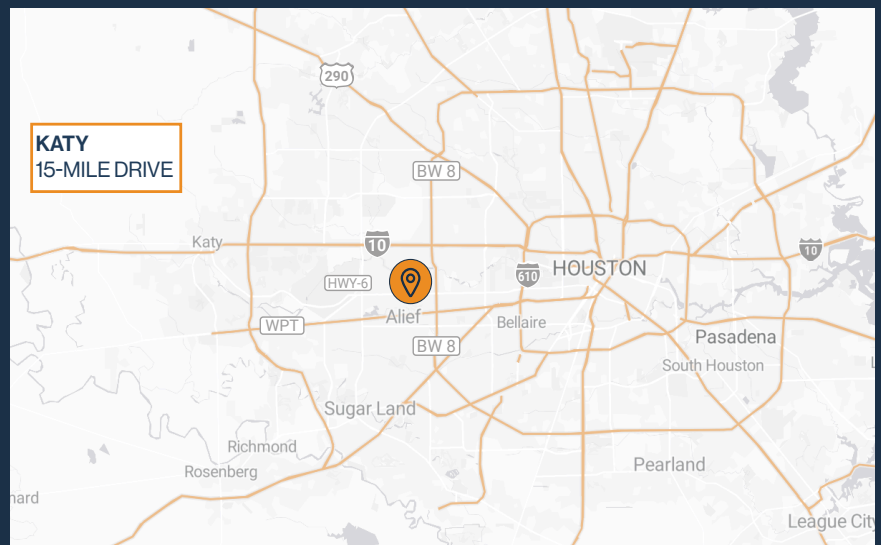 290
KATY
15-MILE DRIVE
BW 8
Katy
10
10
HWY-6
610
HOUSTON
WPT
Alief
Bellaire
BW 8
Pasadena
South Houston
Sugar Land
Richmond
Rosenberg
Pearland
nard
League City